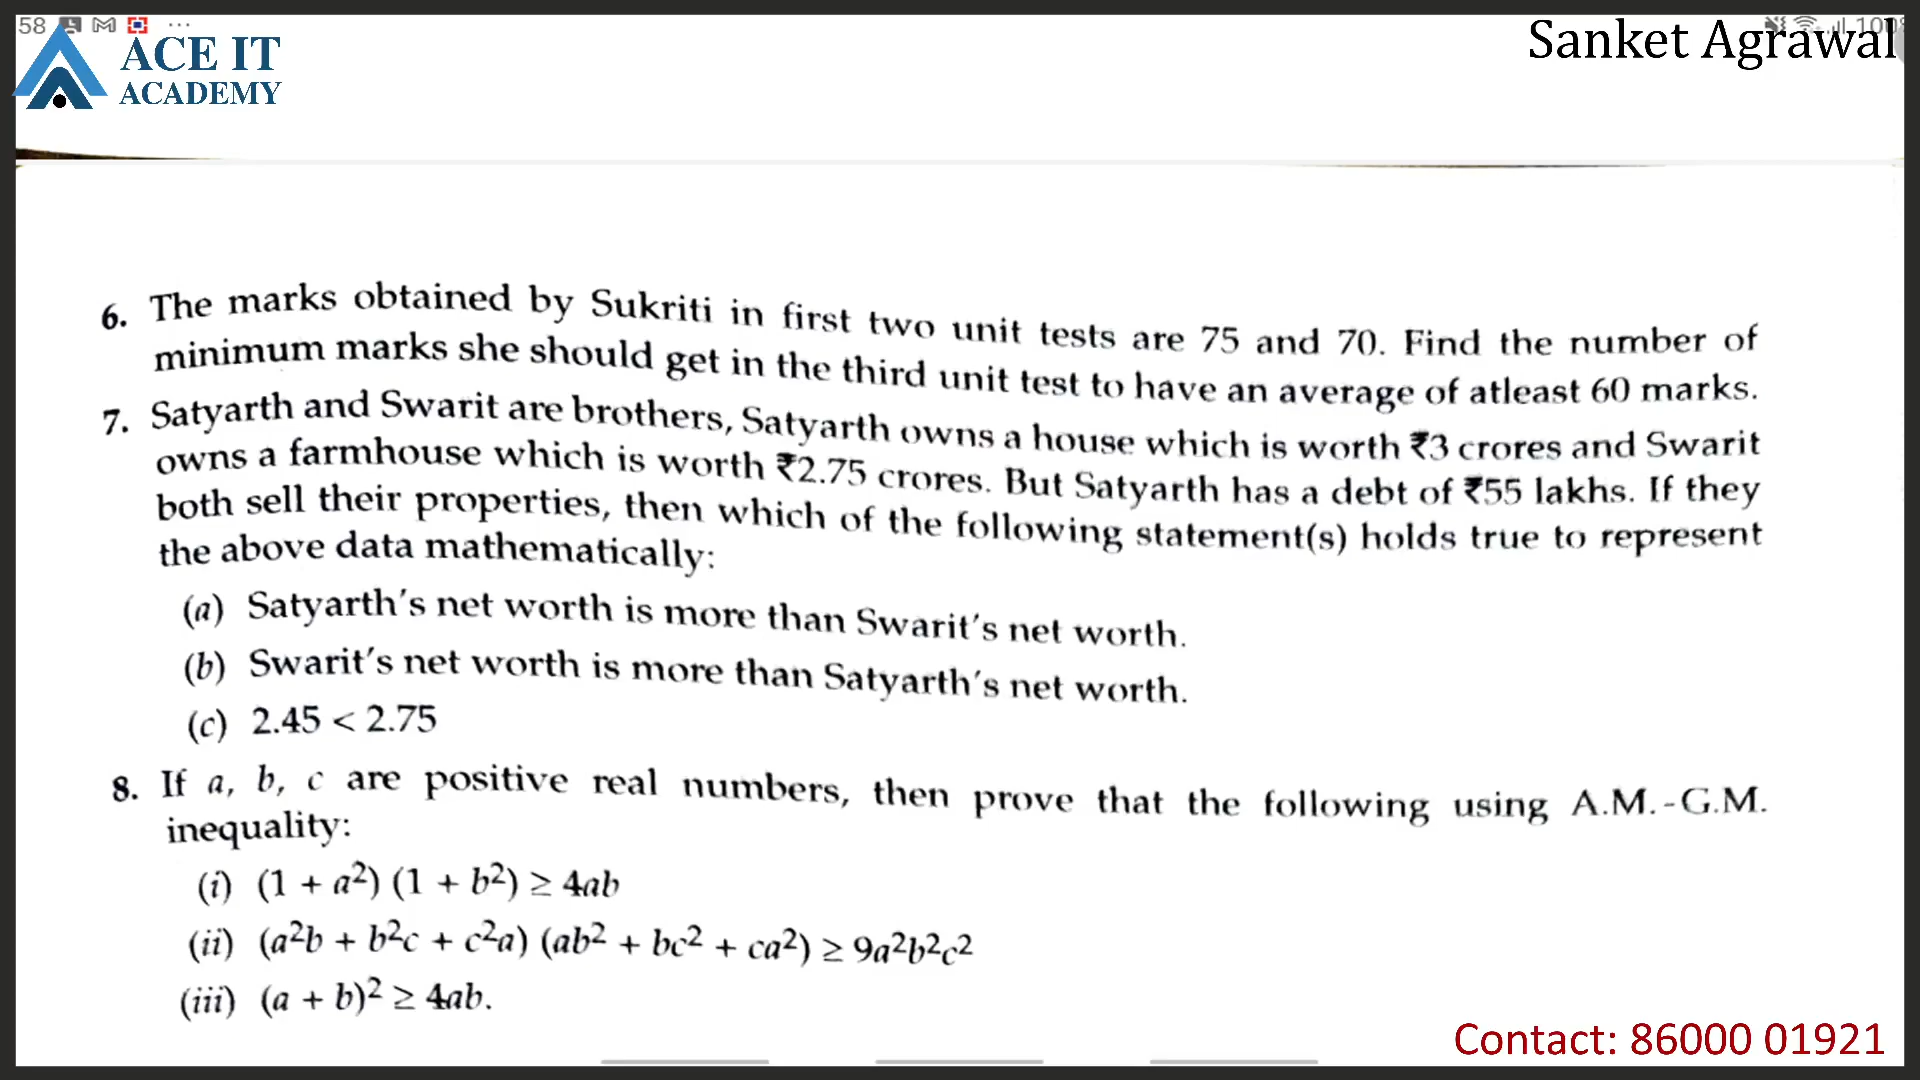 58
100
ACE IT
ACADEMY
Sanket Agrawal
6. The marks obtained by Sukriti in first two unit tests are 75 and 70. Find the number of
minimum marks she should get in the third unit test to have an average of atleast 60 marks.
7. Satyarth and Swarit are brothers, Satyarth owns a house which is worth ₹3 crores and Swarit
owns a farmhouse which is worth ₹2.75 crores. But Satyarth has a debt of ₹55 lakhs. If they
both sell their properties, then which of the following statement(s) holds true to represent
the above data mathematically:
(a) Satyarth's net worth is more than Swarit's net worth.
(b) Swarit's net worth is more than Satyarth's net worth.
(c) 2.45 < 2.75
8. If a, b, c are positive real numbers, then prove that the following using A.M.-G.M.
inequality:
(i) (1 + a²) (1 + b²) ≥ 4ab
(ii) (a²b + b²c + c²a) (ab² + bc² + ca²) ≥ 9a²b²c²
(iii) (a + b)² ≥ 4ab.
Contact: 86000 01921